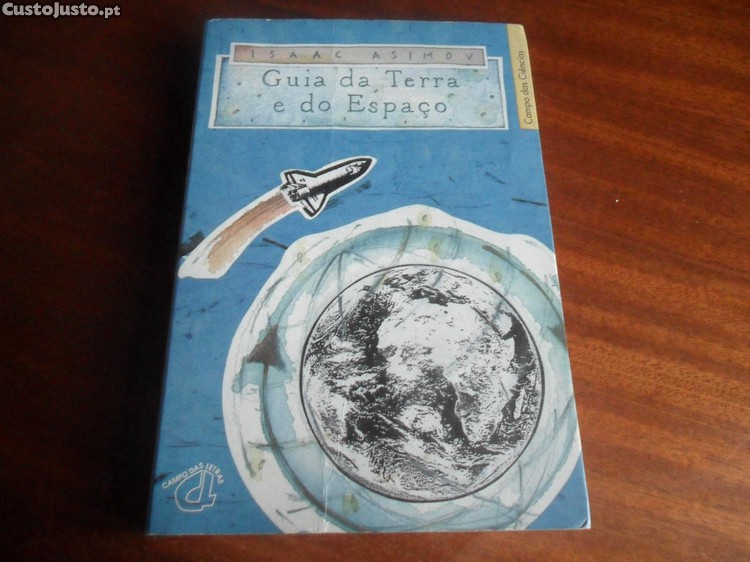 CustoJusto.pt
ISAAC ASIMOV
Guia da Terra
e do Espaço
Campo das Ciências
CAMPO DAS LETRAS